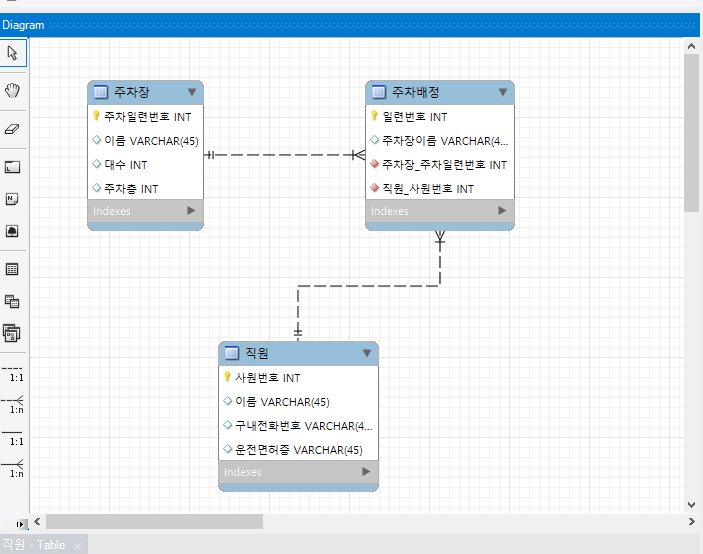 Diagram
주차장
주차일련번호 INT
이름 VARCHAR(45)
대수 INT
주차층 INT
Indexes
주차배정
일련번호 INT
주차장이름 VARCHAR(4...
주차장_주차일련번호 INT
직원_사원번호 INT
Indexes
직원
사원번호 INT
이름 VARCHAR(45)
구내전화번호 VARCHAR(4...
운전면허증 VARCHAR(45)
Indexes
1:1
1:n
1:1
1:n
직원 - Table